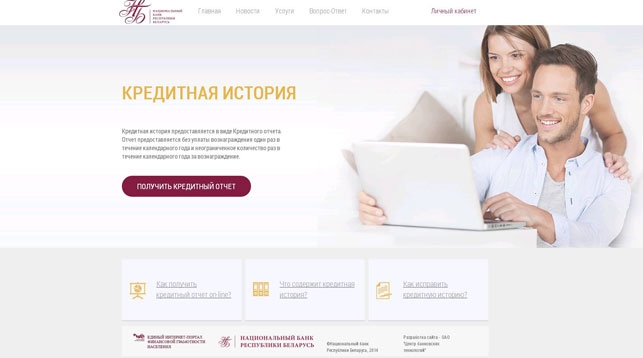 НАЦИОНАЛЬНЫЙ
БАНК
РЕСПУБЛИКИ
БЕЛАРУСЬ
Главная Новости Услуги Вопрос-Ответ Контакты Личный кабинет
КРЕДИТНАЯ ИСТОРИЯ
Кредитная история предоставляется в виде Кредитного отчета.
Отчет предоставляется без уплаты вознаграждения один раз в
течение календарного года и неограниченное количество раз в
течение календарного года за вознаграждение.
ПОЛУЧИТЬ КРЕДИТНЫЙ ОТЧЕТ
Как получить
кредитный отчет on-line?
Что содержит кредитная
история?
Как исправить
кредитную историю?
ЕДИНЫЙ ИНТЕРНЕТ-ПОРТАЛ
ФИНАНСОВОЙ ГРАМОТНОСТИ
НАСЕЛЕНИЯ
НАЦИОНАЛЬНЫЙ БАНК
РЕСПУБЛИКИ БЕЛАРУСЬ
©Национальный банк
Республики Беларусь, 2014
Разработка сайта - ОАО
"Центр банковских
технологий"